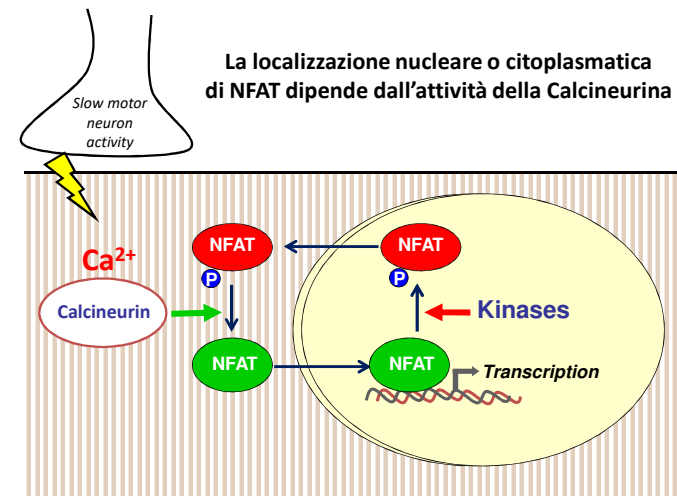 La localizzazione nucleare o citoplasmatica
di NFAT dipende dall'attività della Calcineurina
Slow motor
neuron
activity
Ca²⁺
Calcineurin
NFAT
P
NFAT
P
Kinases
NFAT
NFAT
Transcription